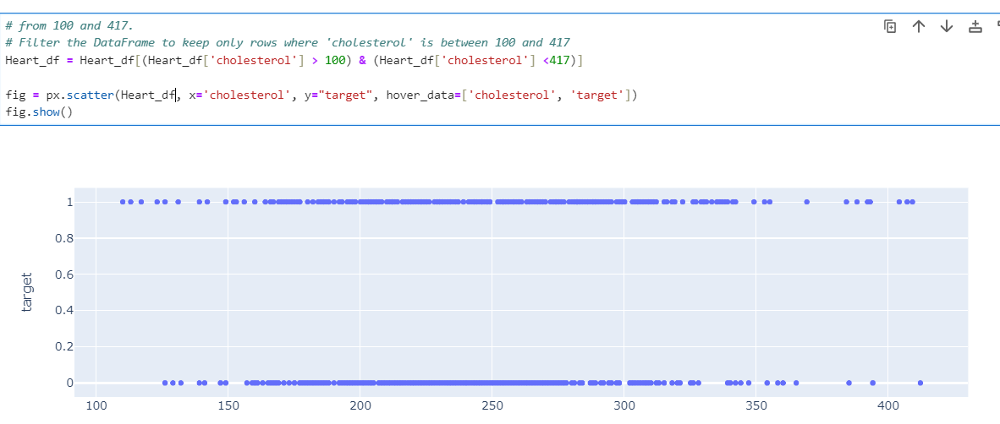 # from 100 and 417.
# Filter the DataFrame to keep only rows where 'cholesterol' is between 100 and 417
Heart_df = Heart_df[(Heart_df['cholesterol'] > 100) & (Heart_df['cholesterol'] <417)]
fig = px.scatter(Heart_df, x='cholesterol', y="target", hover_data=['cholesterol', 'target'])
fig.show()
1
0.8
0.6
0.4
0.2
0
target
100 150 200 250 300 350 400